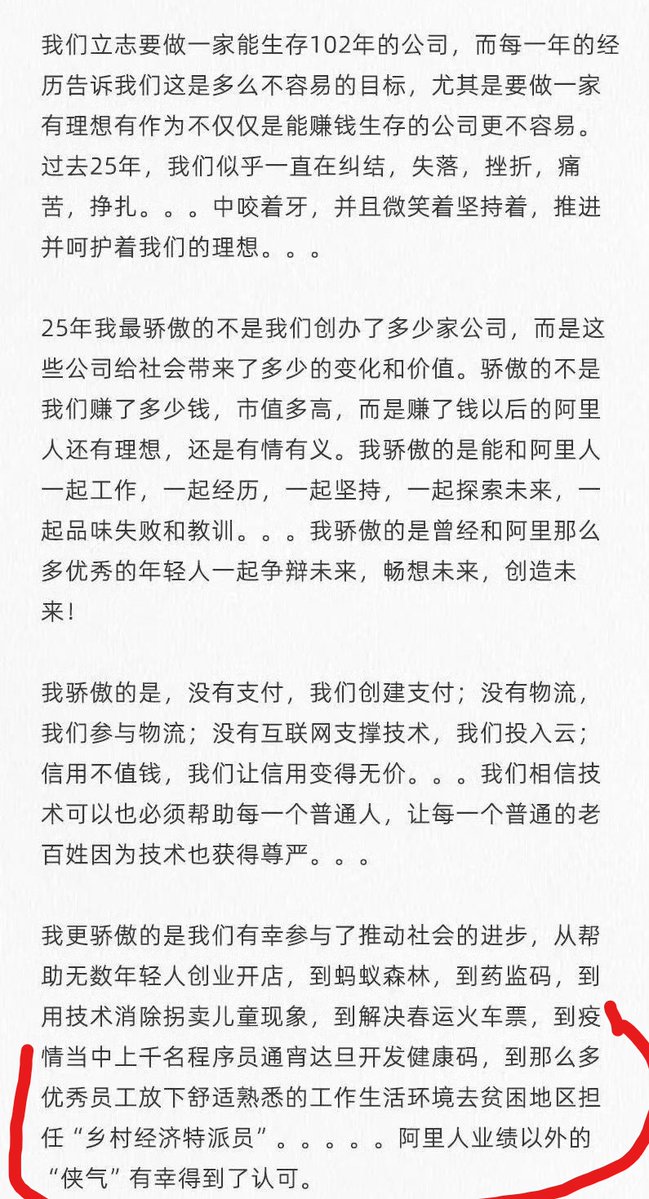 我们立志要做一家能生存102年的公司，而每一年的经
历告诉我们这是多么不容易的目标，尤其是要做一家
有理想有作为不仅仅是能赚钱生存的公司更不容易。
过去25年，我们似乎一直在纠结，失落，挫折，痛
苦，挣扎。。。中咬着牙，并且微笑着坚持着，推进
并呵护着我们的理想。。。
25年我最骄傲的不是我们创办了多少家公司，而是这
些公司给社会带来了多少的变化和价值。骄傲的不是
我们赚了多少钱，市值多高，而是赚了钱以后的阿里
人还有理想，还是有情有义。我骄傲的是能和阿里人
一起工作，一起经历，一起坚持，一起探索未来，一
起品味失败和教训。。。我骄傲的是曾经和阿里那么
多优秀的年轻人一起争辩未来，畅想未来，创造未
来！
我骄傲的是，没有支付，我们创建支付；没有物流，
我们参与物流；没有互联网支撑技术，我们投入云；
信用不值钱，我们让信用变得无价。。。我们相信技
术可以也必须帮助每一个普通人，让每一个普通的老
百姓因为技术也获得尊严。。。
我更骄傲的是我们有幸参与了推动社会的进步，从帮
助无数年轻人创业开店，到蚂蚁森林，到药监码，到
用技术消除拐卖儿童现象，到解决春运火车票，到疫
情当中上千名程序员通宵达旦开发健康码，到那么多
优秀员工放下舒适熟悉的工作生活环境去贫困地区担
任“乡村经济特派员”。。。。。阿里人业绩以外的
“侠气”有幸得到了认可。